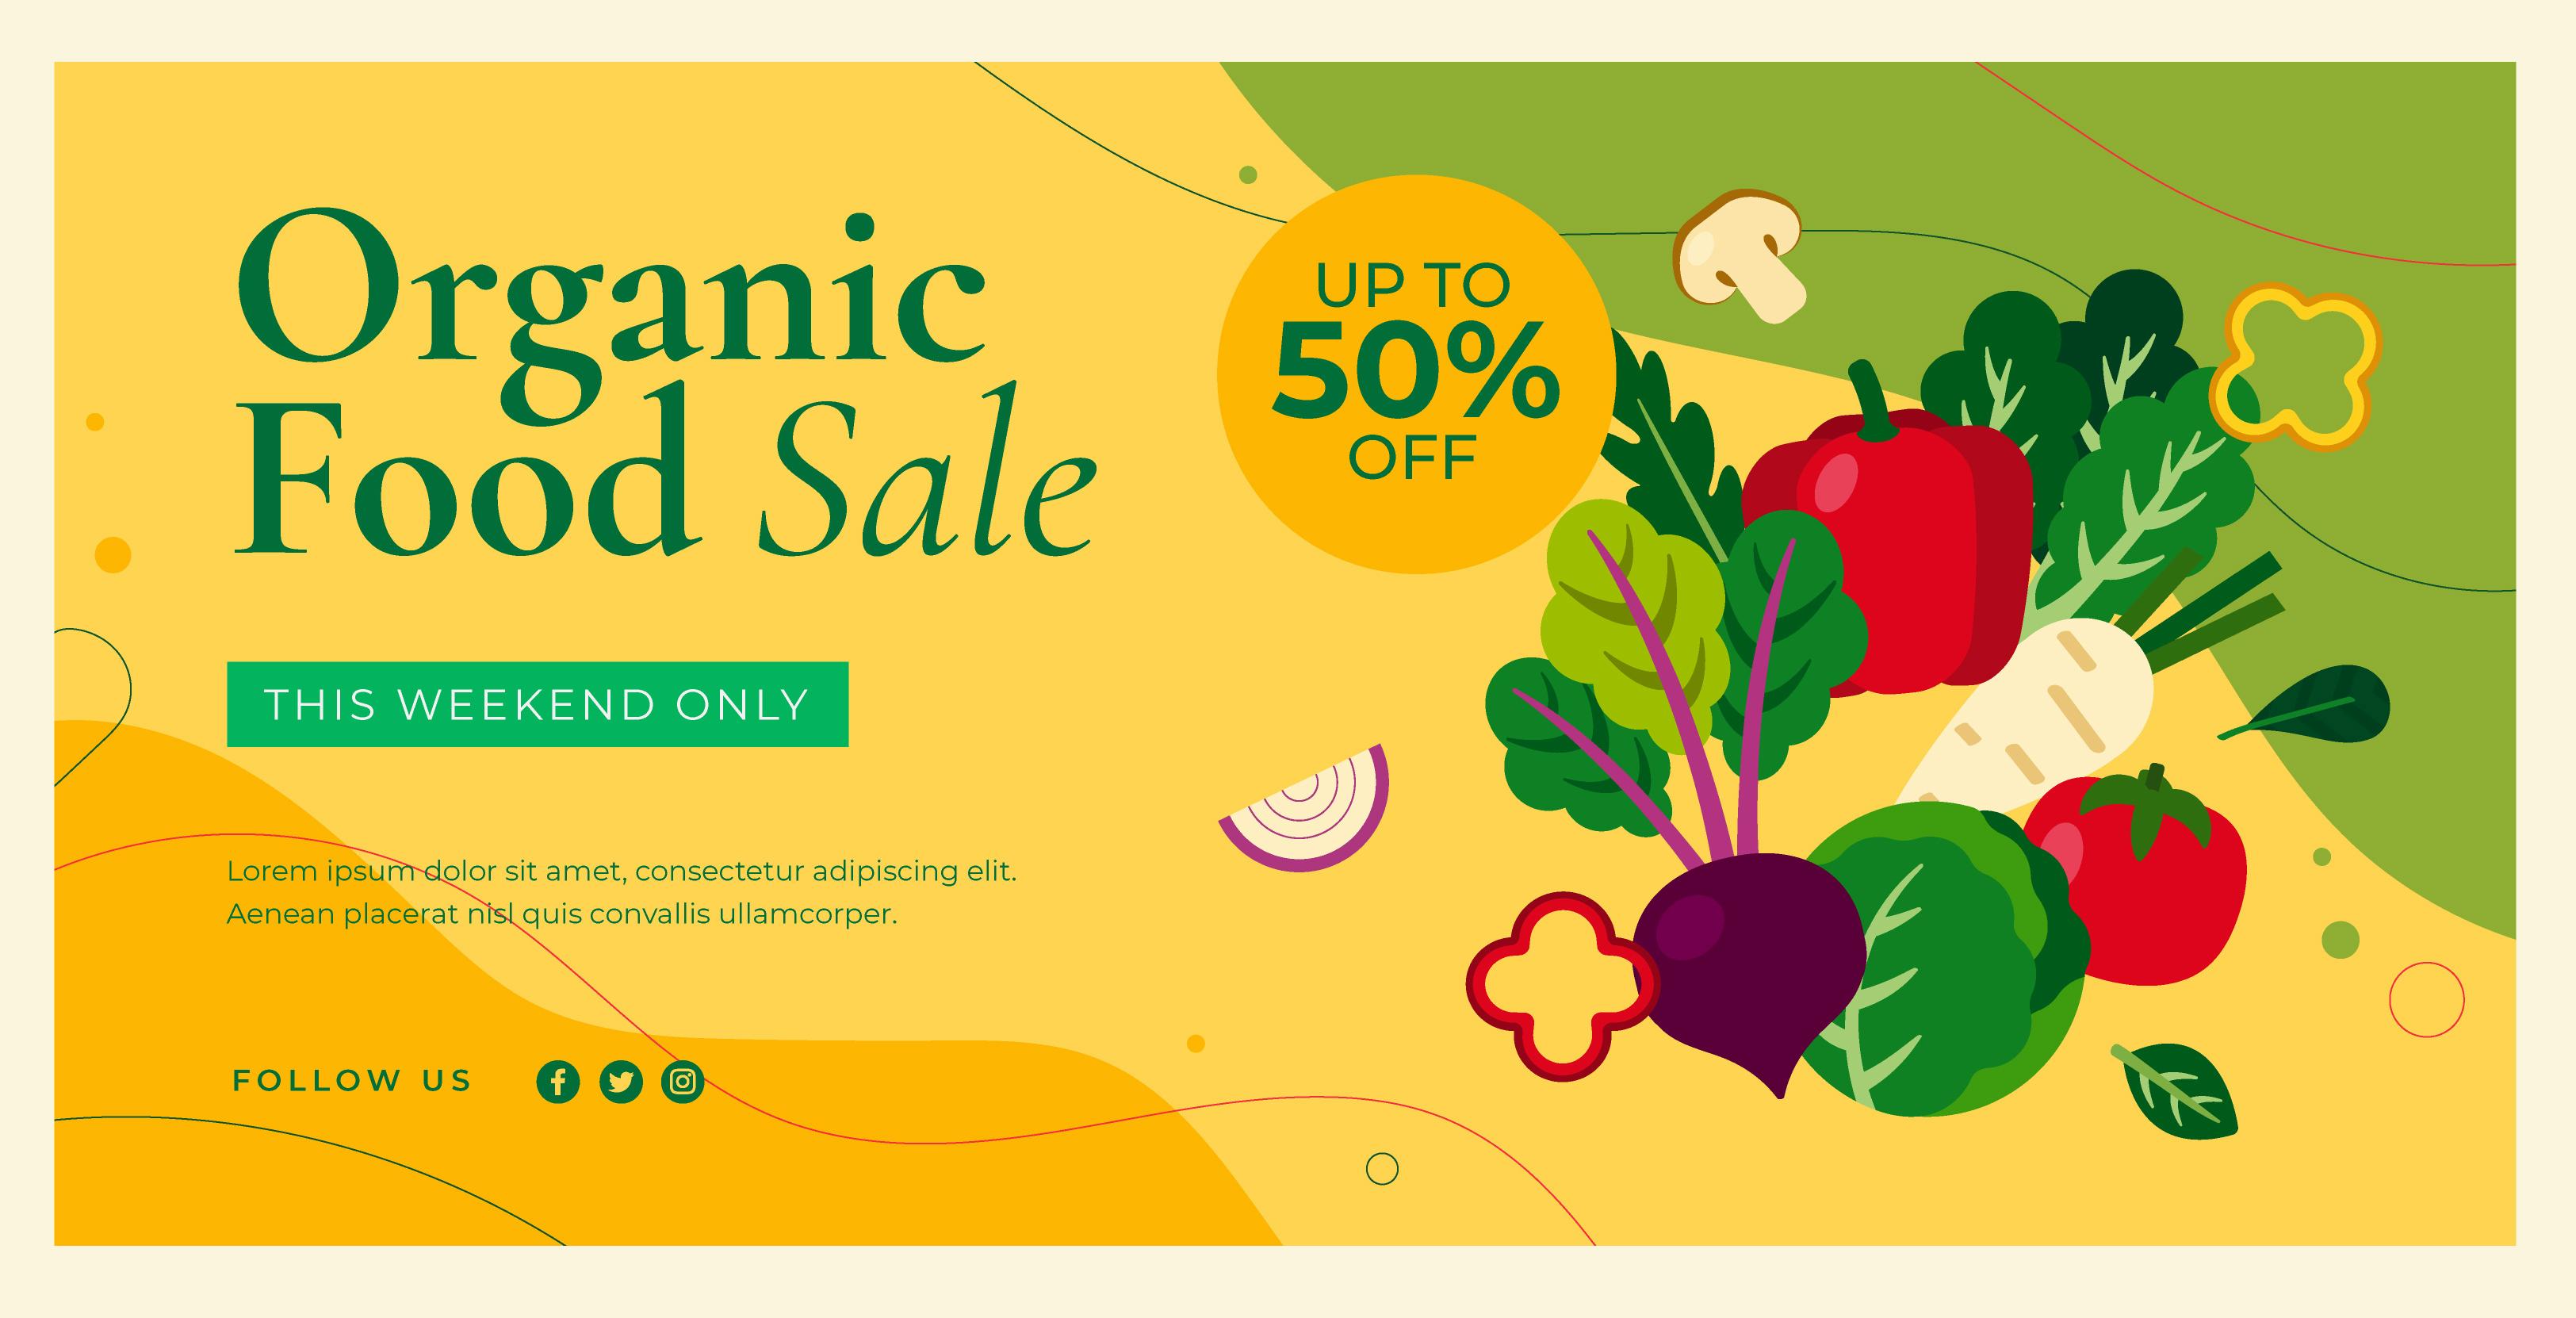 Organic
Food Sale
UP TO
50%
OFF
THIS WEEKEND ONLY
Lorem ipsum dolor sit amet, consectetur adipiscing elit.
Aenean placerat nisl quis convallis ullamcorper.
FOLLOW US